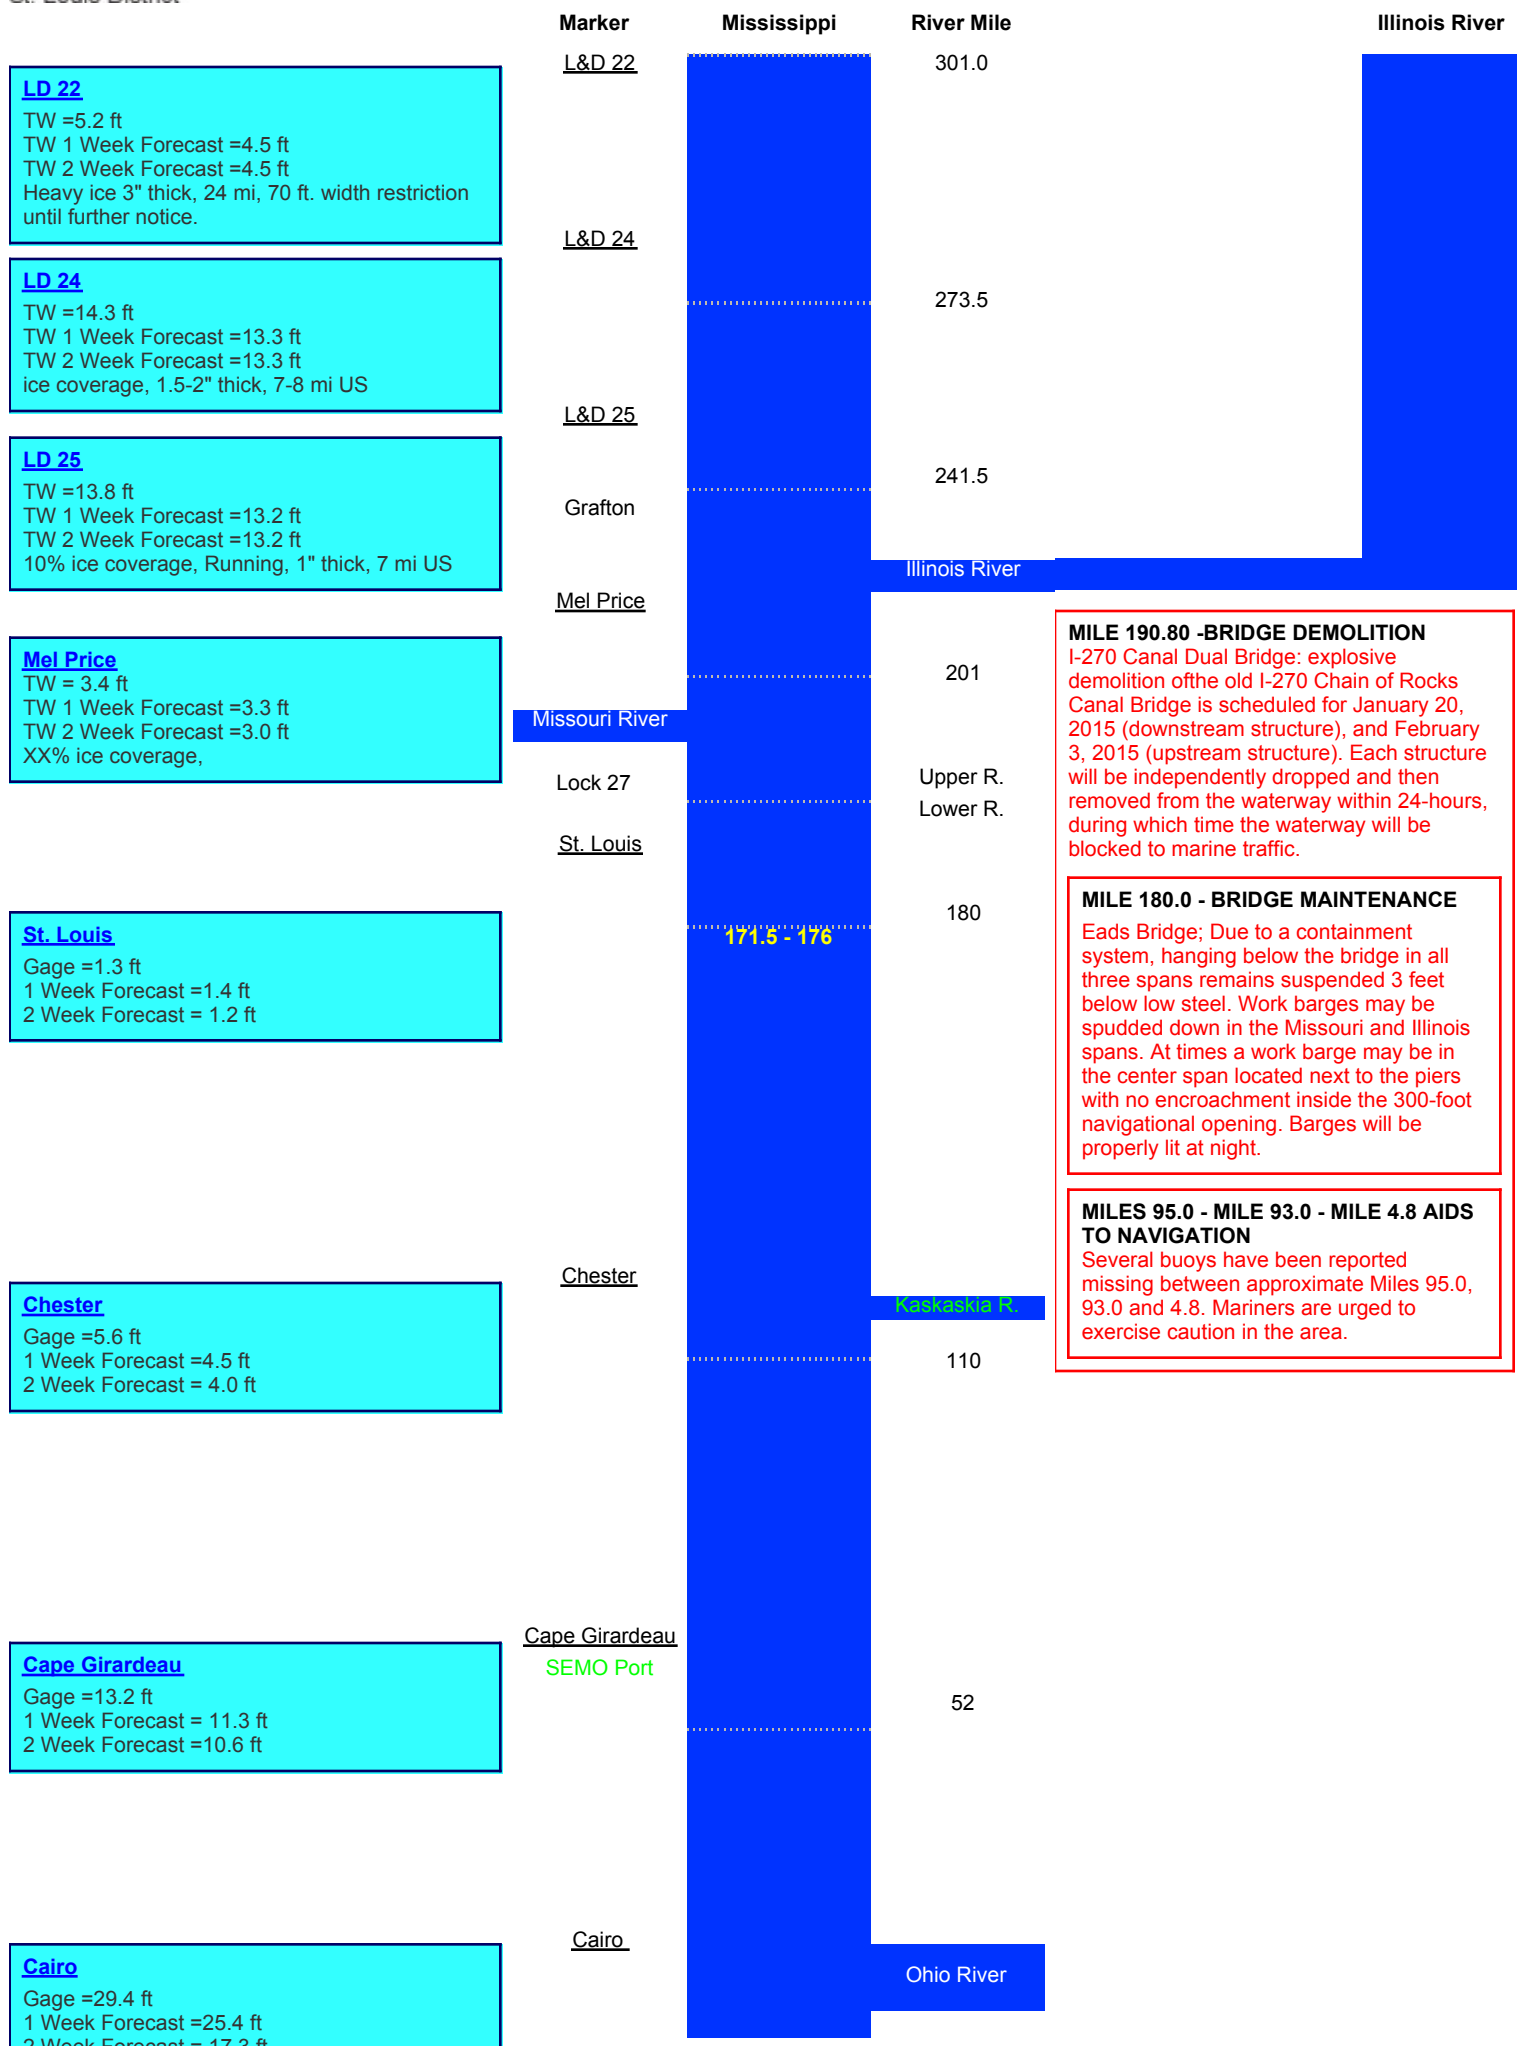 St. Louis District
Marker Mississippi River Mile Illinois River
L&D 22 301.0
LD 22
TW =5.2 ft
TW 1 Week Forecast =4.5 ft
TW 2 Week Forecast =4.5 ft
Heavy ice 3" thick, 24 mi, 70 ft. width restriction
until further notice.
L&D 24
LD 24
TW =14.3 ft
TW 1 Week Forecast =13.3 ft
TW 2 Week Forecast =13.3 ft
ice coverage, 1.5-2" thick, 7-8 mi US
273.5
L&D 25
LD 25
TW =13.8 ft
TW 1 Week Forecast =13.2 ft
TW 2 Week Forecast =13.2 ft
10% ice coverage, Running, 1" thick, 7 mi US
241.5
Grafton
Illinois River
Mel Price
Mel Price
TW = 3.4 ft
TW 1 Week Forecast =3.3 ft
TW 2 Week Forecast =3.0 ft
XX% ice coverage,
201
Missouri River
Lock 27
Upper R.
Lower R.
St. Louis
MILE 190.80 -BRIDGE DEMOLITION
I-270 Canal Dual Bridge: explosive
demolition ofthe old I-270 Chain of Rocks
Canal Bridge is scheduled for January 20,
2015 (downstream structure), and February
3, 2015 (upstream structure). Each structure
will be independently dropped and then
removed from the waterway within 24-hours,
during which time the waterway will be
blocked to marine traffic.
MILE 180.0 - BRIDGE MAINTENANCE
Eads Bridge; Due to a containment
system, hanging below the bridge in all
three spans remains suspended 3 feet
below low steel. Work barges may be
spudded down in the Missouri and Illinois
spans. At times a work barge may be in
the center span located next to the piers
with no encroachment inside the 300-foot
navigational opening. Barges will be
properly lit at night.
MILES 95.0 - MILE 93.0 - MILE 4.8 AIDS
TO NAVIGATION
Several buoys have been reported
missing between approximate Miles 95.0,
93.0 and 4.8. Mariners are urged to
exercise caution in the area.
180
171.5 - 176
St. Louis
Gage =1.3 ft
1 Week Forecast =1.4 ft
2 Week Forecast = 1.2 ft
Chester
Kaskaskia R.
Chester
Gage =5.6 ft
1 Week Forecast =4.5 ft
2 Week Forecast = 4.0 ft
110
Cape Girardeau
SEMO Port
Cape Girardeau
Gage =13.2 ft
1 Week Forecast = 11.3 ft
2 Week Forecast =10.6 ft
52
Cairo
Ohio River
Cairo
Gage =29.4 ft
1 Week Forecast =25.4 ft
2 Week Forecast = 17.3 ft